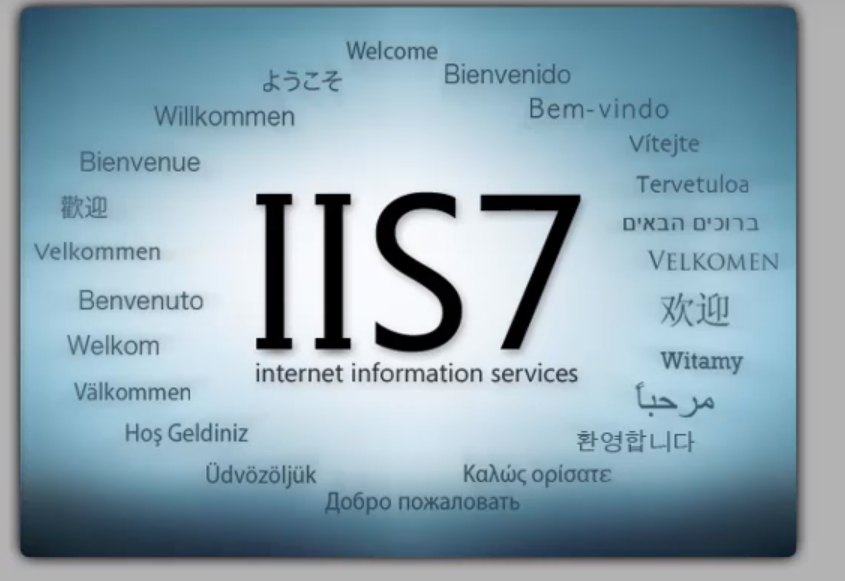 Welcome
ようこそ
Bienvenido
Willkommen
Bem-vindo
Vítejte
Bienvenue
Tervetuloa
歡迎
ברוכים הבאים
Velkommen
VELKOMEN
Benvenuto
欢迎
IIS7
Welkom
Witamy
internet information services
Välkommen
مرحباً
Hoş Geldiniz
환영합니다
Üdvözöljük
Καλώς ορίσατε
Добро пожаловать